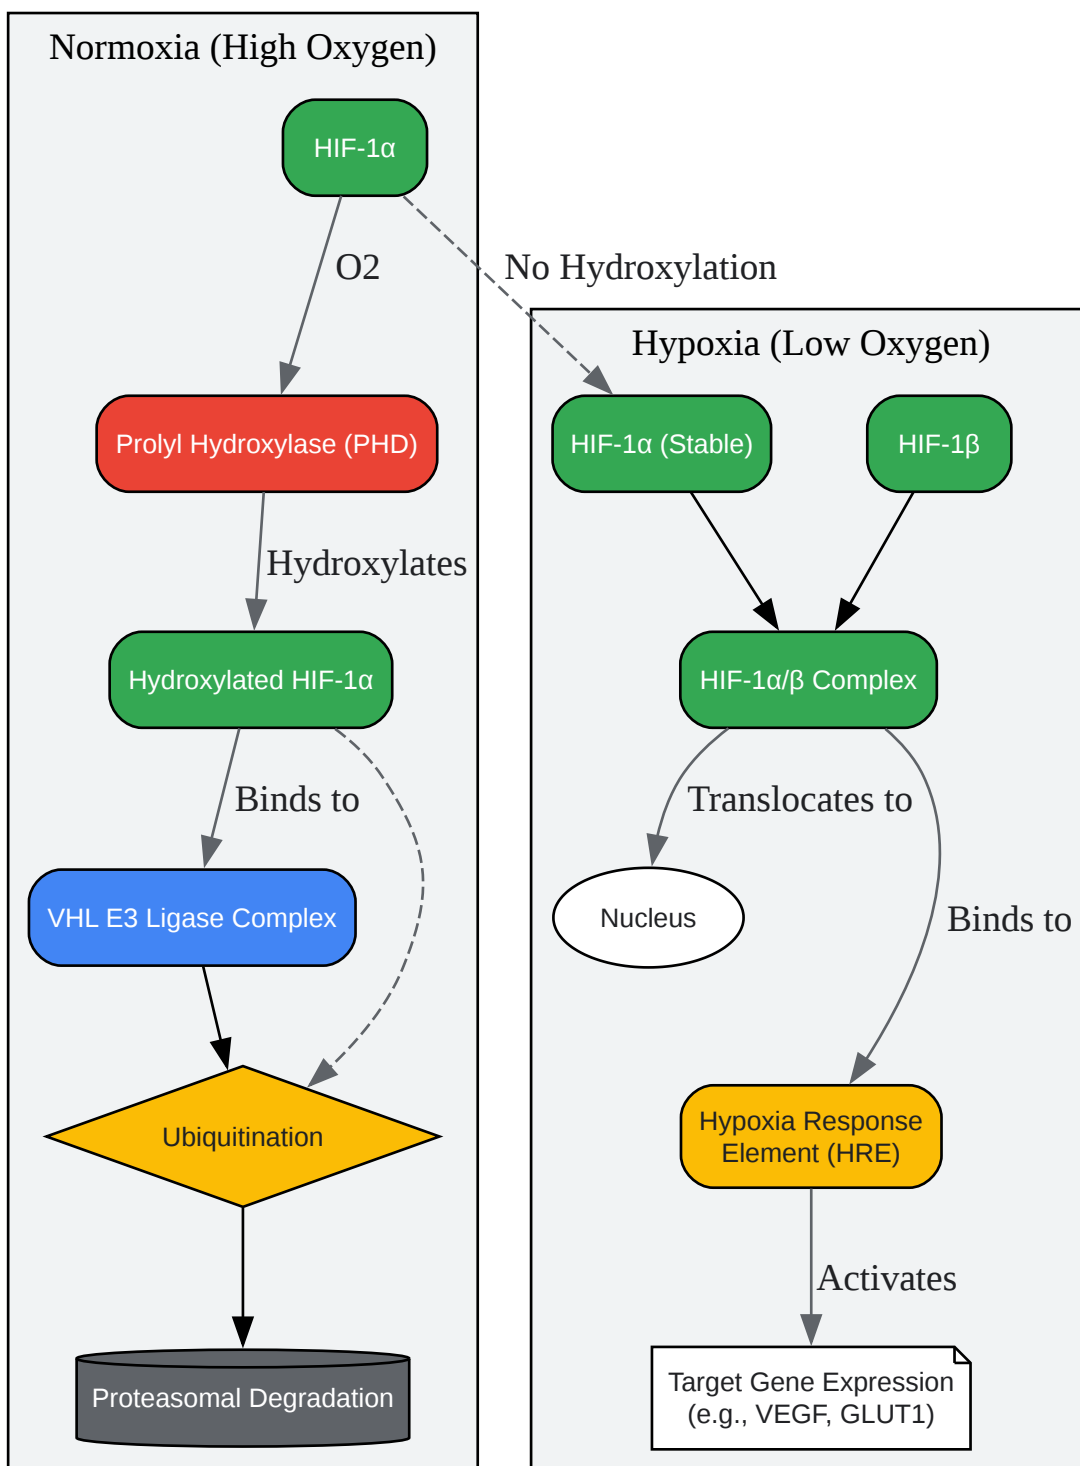 Normoxia (High Oxygen)
HIF-1α
O2
No Hydroxylation
Hypoxia (Low Oxygen)
Prolyl Hydroxylase (PHD)
HIF-1α (Stable)
HIF-1β
Hydroxylates
Hydroxylated HIF-1α
HIF-1α/β Complex
Binds to
Translocates to
VHL E3 Ligase Complex
Nucleus
Binds to
Ubiquitination
Hypoxia Response
Element (HRE)
Activates
Proteasomal Degradation
Target Gene Expression
(e.g., VEGF, GLUT1)